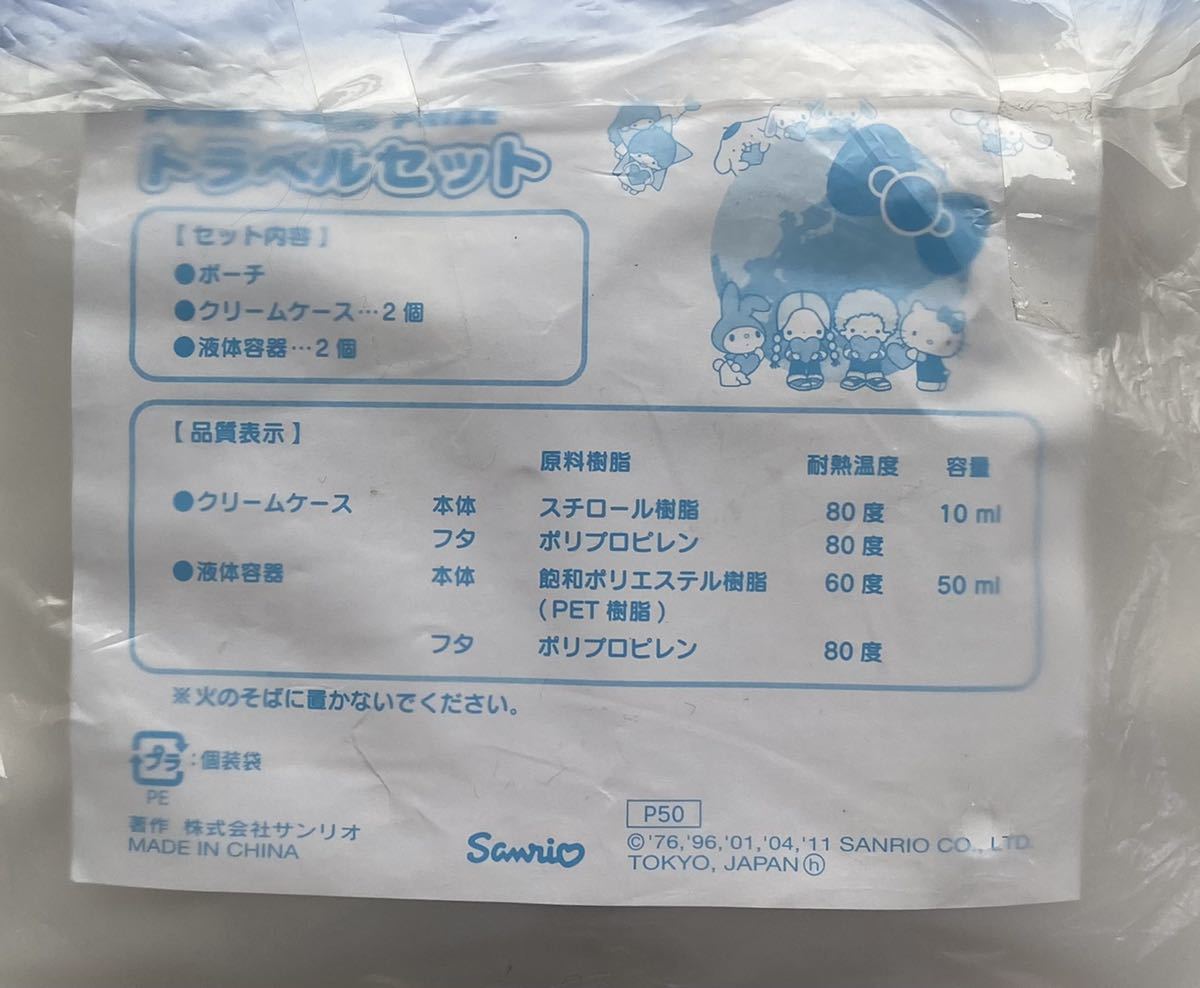 トラベルセット
【セット内容】
●ポーチ
●クリームケース…2個
●液体容器…2個
【品質表示】
原料樹脂 耐熱温度 容量
●クリームケース 本体 スチロール樹脂 80度 10 ml
フタ ポリプロピレン 80度
●液体容器 本体 飽和ポリエステル樹脂 60度 50 ml
(PET樹脂)
フタ ポリプロピレン 80度
※火のそばに置かないでください。
プラ:個装袋
PE
著作 株式会社サンリオ
MADE IN CHINA
Sanrio
P50
©'76,'96,'01,'04,'11 SANRIO CO., LTD.
TOKYO, JAPAN ⓗ